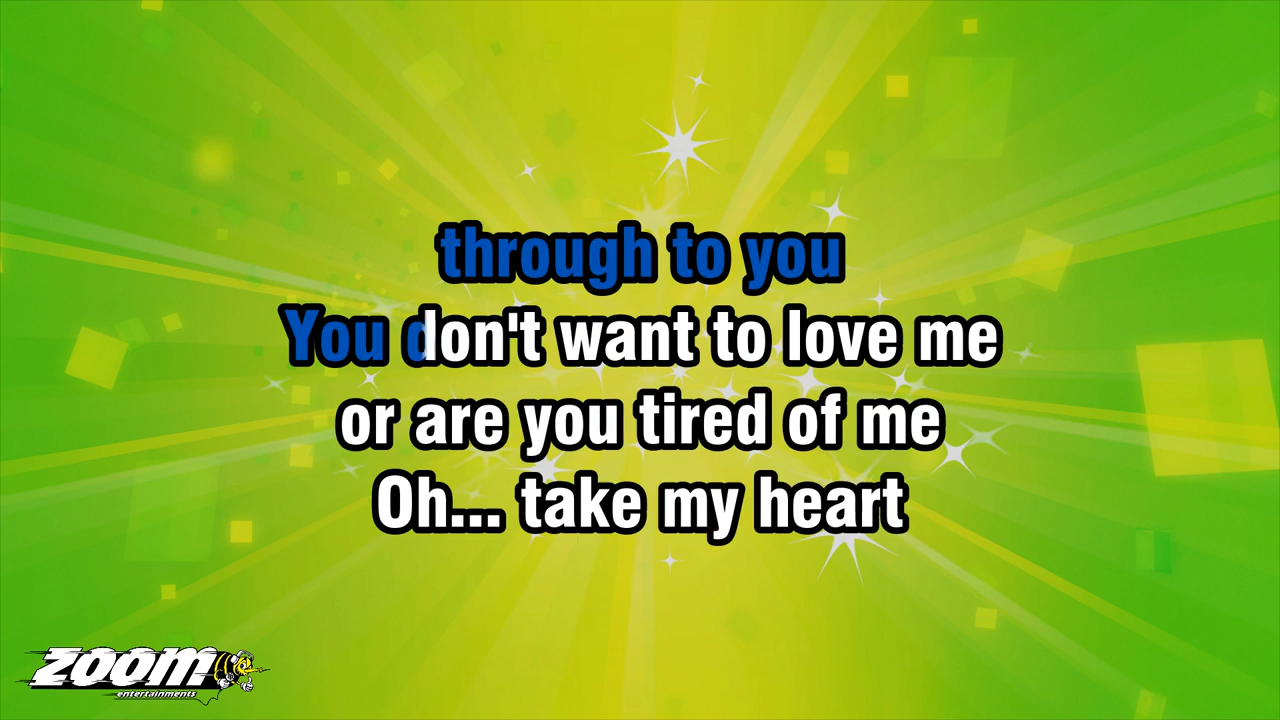 through to you
You don't want to love me
or are you tired of me
Oh... take my heart
zoom
entertainments